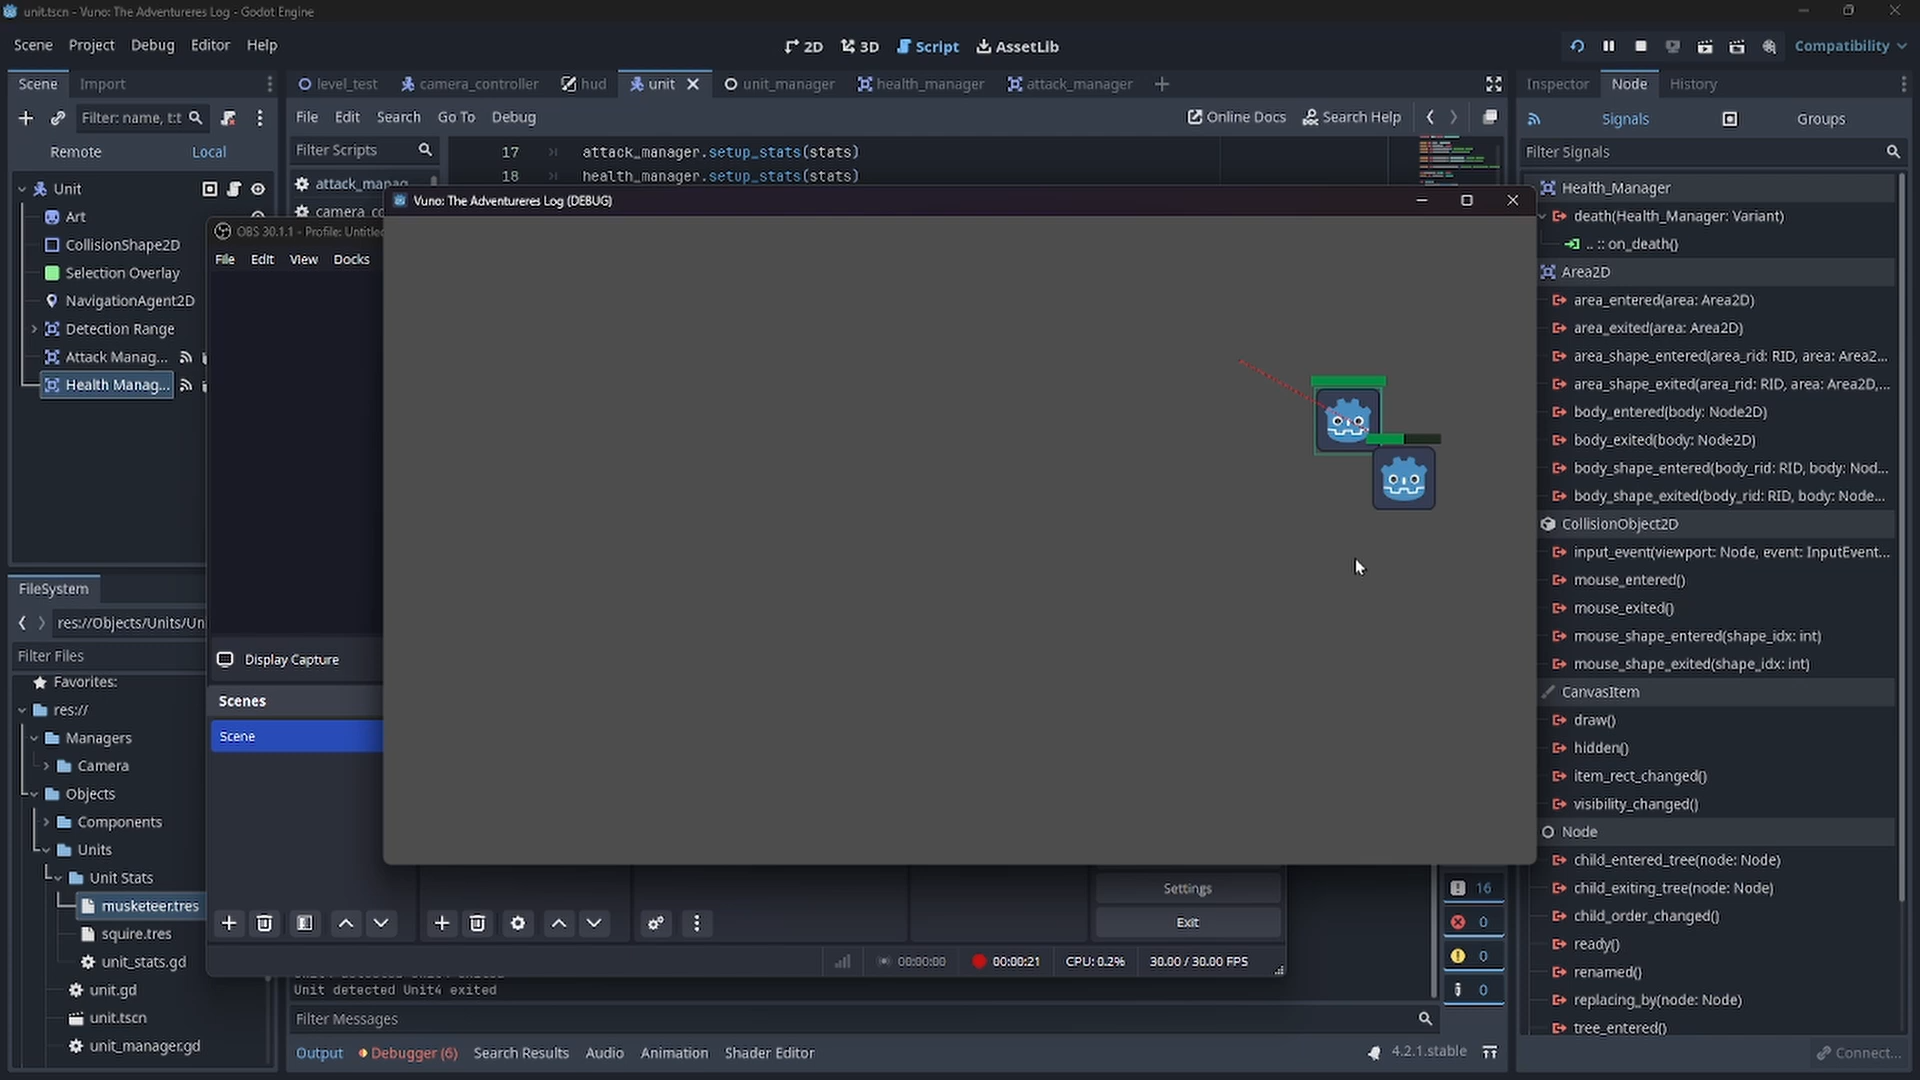 unit.tscn - Vuno: The Adventureres Log - Godot Engine
Scene Project Debug Editor Help
2D 3D Script AssetLib
Compatibility
Scene Import
level_test camera_controller hud unit unit_manager health_manager attack_manager
Inspector Node History
Filter: name, t:t
File Edit Search Go To Debug
Online Docs Search Help
Signals Groups
Remote Local
Filter Scripts
17 attack_manager.setup_stats(stats)
18 health_manager.setup_stats(stats)
Filter Signals
Unit
Art
CollisionShape2D
Selection Overlay
NavigationAgent2D
Detection Range
Attack Manag...
Health Manag...
attack_manag
camera_co
Vuno: The Adventureres Log (DEBUG)
OBS 30.1.1 - Profile: Untitled
File Edit View Docks
Display Capture
Scenes
Scene
Settings
Exit
00:00:00 00:00:21 CPU: 0.2% 30.00 / 30.00 FPS
Health_Manager
death(Health_Manager: Variant)
.. :: on_death()
Area2D
area_entered(area: Area2D)
area_exited(area: Area2D)
area_shape_entered(area_rid: RID, area: Area2...
area_shape_exited(area_rid: RID, area: Area2D,...
body_entered(body: Node2D)
body_exited(body: Node2D)
body_shape_entered(body_rid: RID, body: Nod...
body_shape_exited(body_rid: RID, body: Node...
CollisionObject2D
input_event(viewport: Node, event: InputEvent...
mouse_entered()
mouse_exited()
mouse_shape_entered(shape_idx: int)
mouse_shape_exited(shape_idx: int)
CanvasItem
draw()
hidden()
item_rect_changed()
visibility_changed()
Node
child_entered_tree(node: Node)
child_exiting_tree(node: Node)
child_order_changed()
ready()
renamed()
replacing_by(node: Node)
tree_entered()
Connect...
FileSystem
res://Objects/Units/Un
Filter Files
Favorites:
res://
Managers
Camera
Objects
Components
Units
Unit Stats
musketeer.tres
squire.tres
unit_stats.gd
unit.gd
unit.tscn
unit_manager.gd
16
0
0
0
Unit detected Unit4 exited
Filter Messages
Output Debugger (6) Search Results Audio Animation Shader Editor
4.2.1.stable